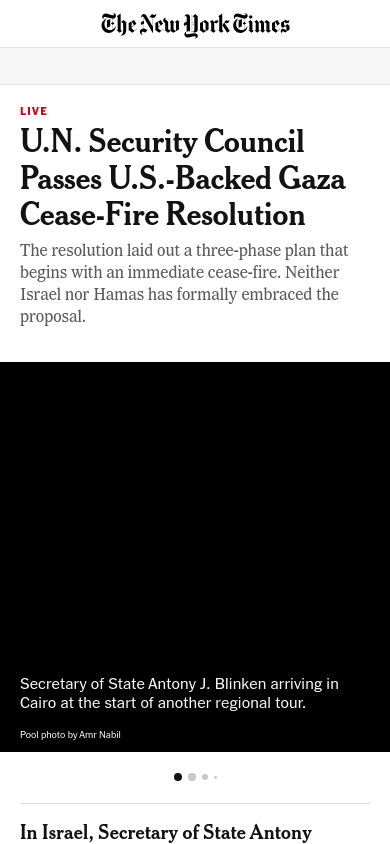 The New York Times
LIVE
U.N. Security Council
Passes U.S.-Backed Gaza
Cease-Fire Resolution
The resolution laid out a three-phase plan that
begins with an immediate cease-fire. Neither
Israel nor Hamas has formally embraced the
proposal.
Secretary of State Antony J. Blinken arriving in
Cairo at the start of another regional tour.
Pool photo by Amr Nabil
In Israel, Secretary of State Antony